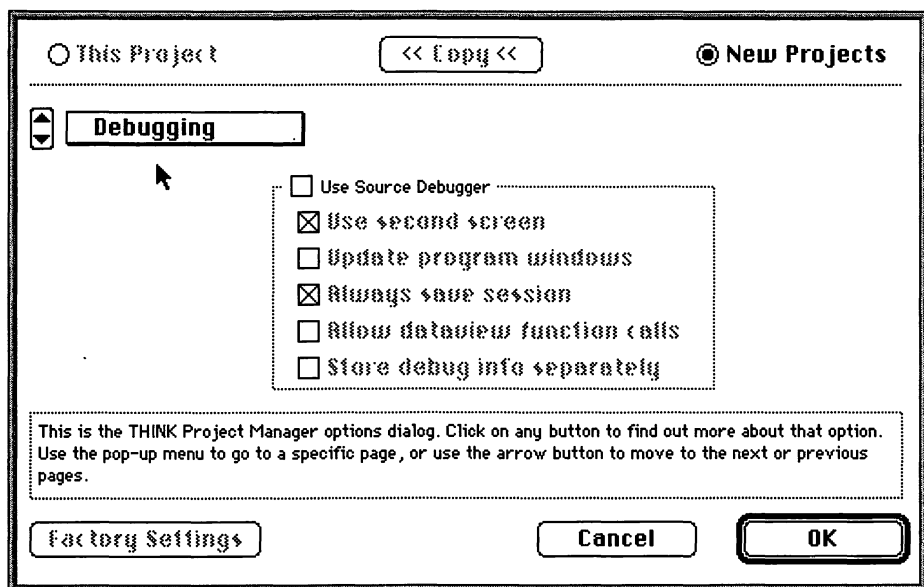 This Project
<< Copy <<
New Projects
Debugging
Use Source Debugger
Use second screen
Update program windows
Always save session
Allow dataview function calls
Store debug info separately
This is the THINK Project Manager options dialog. Click on any button to find out more about that option.
Use the pop-up menu to go to a specific page, or use the arrow button to move to the next or previous
pages.
Factory Settings
Cancel
OK